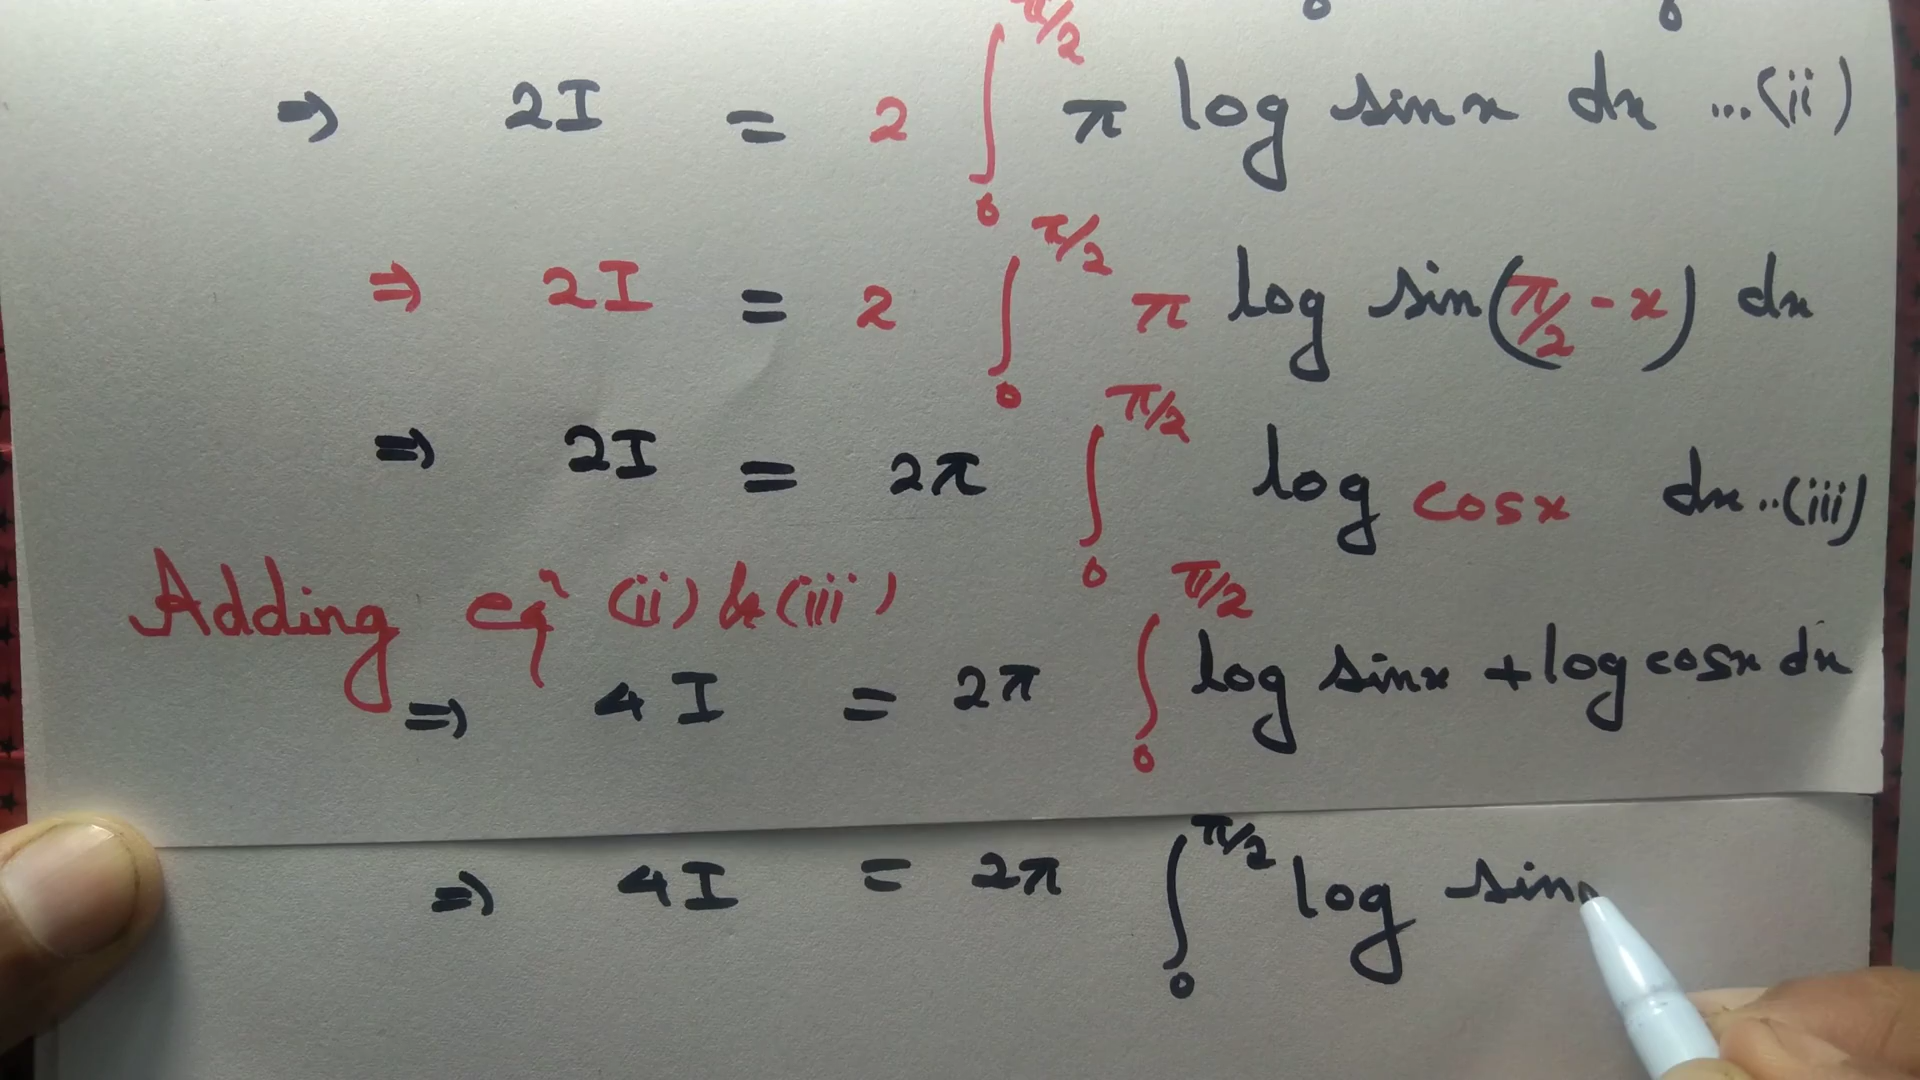 ⇒ 2I = 2 ∫₀^π/2 π log sinx dx ...(ii)
⇒ 2I = 2 ∫₀^π/2 π log sin(π/2 - x) dx
⇒ 2I = 2π ∫₀^π/2 log cosx dx ..(iii)
Adding eqⁿ (ii) & (iii)
⇒ 4I = 2π ∫₀^π/2 log sinx + log cosx dx
⇒ 4I = 2π ∫₀^π/2 log sin